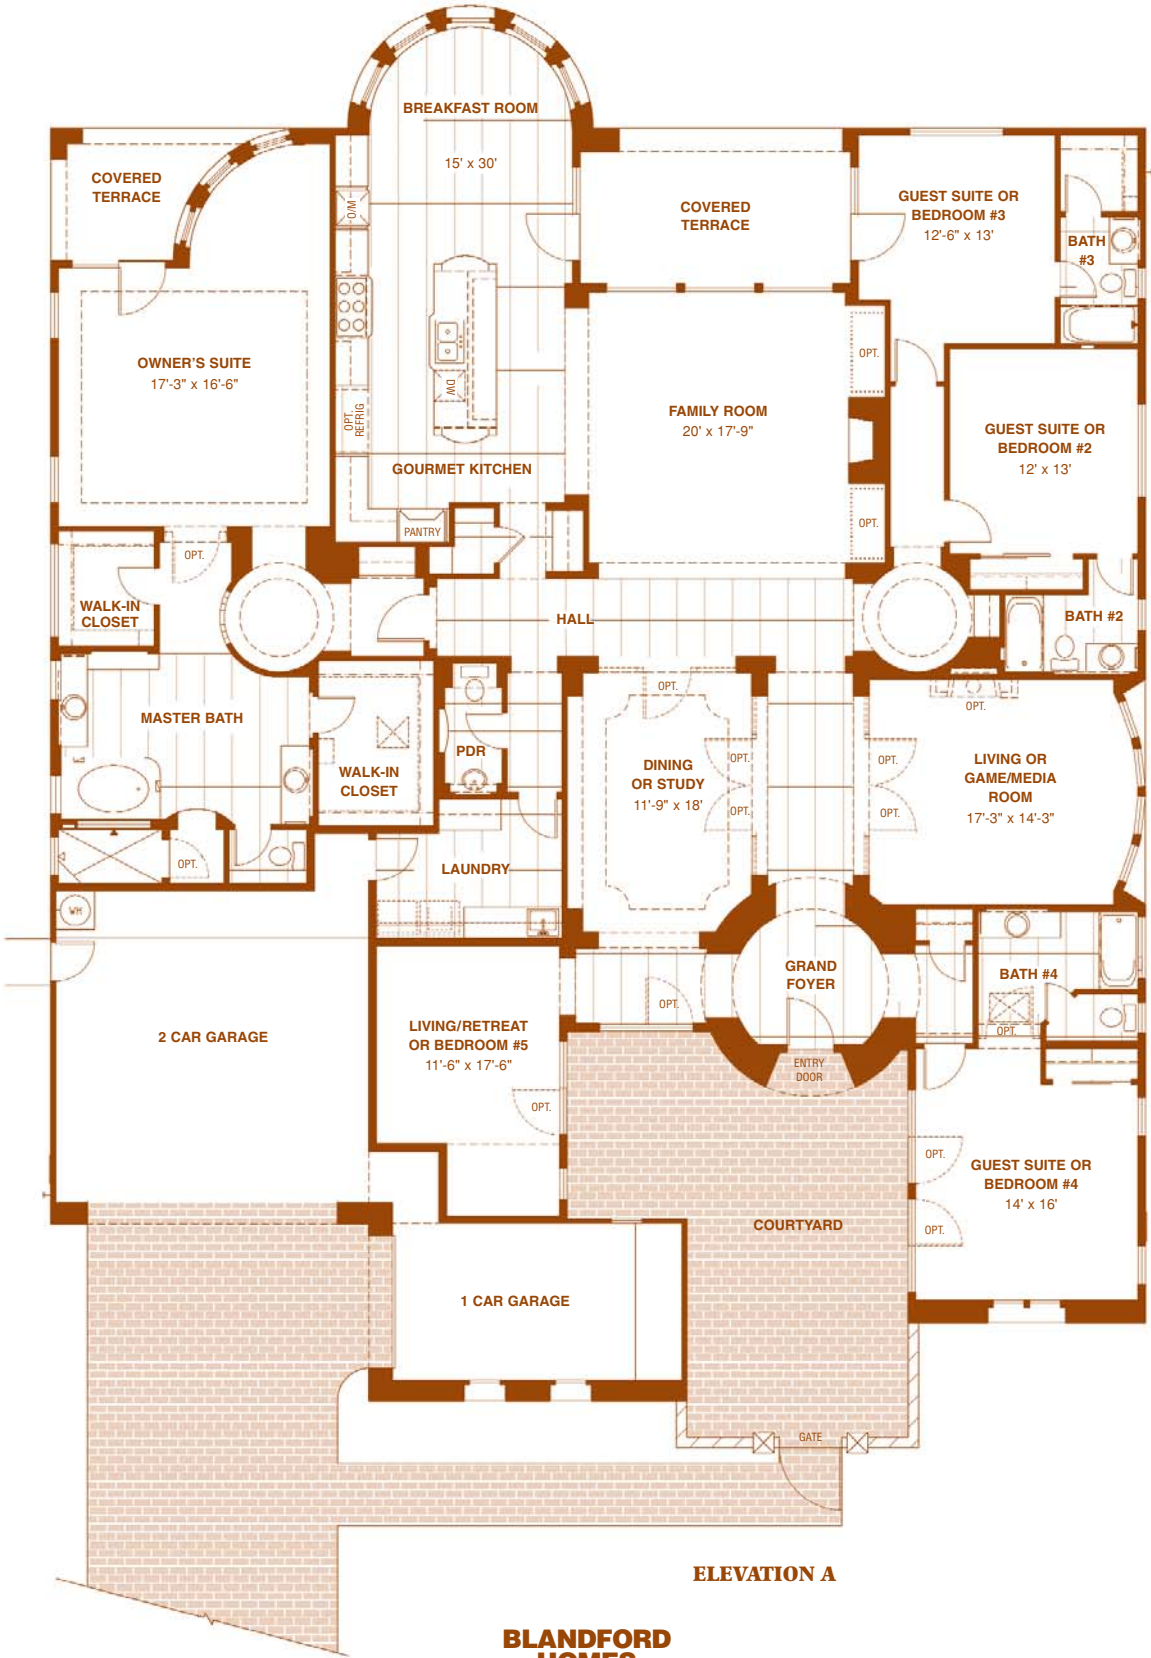 BREAKFAST ROOM
15' x 30'
COVERED
TERRACE
COVERED
TERRACE
GUEST SUITE OR
BEDROOM #3
12'-6" x 13'
BATH
#3
O/M
OWNER'S SUITE
17'-3" x 16'-6"
DW
OPT.
REFRIG
OPT.
FAMILY ROOM
20' x 17'-9"
GUEST SUITE OR
BEDROOM #2
12' x 13'
GOURMET KITCHEN
PANTRY
OPT.
OPT.
WALK-IN
CLOSET
HALL
BATH #2
OPT.
OPT.
MASTER BATH
PDR
WALK-IN
CLOSET
DINING
OR STUDY
11'-9" x 18'
OPT.
OPT.
OPT.
OPT.
LIVING OR
GAME/MEDIA
ROOM
17'-3" x 14'-3"
OPT.
LAUNDRY
WH
GRAND
FOYER
BATH #4
OPT.
OPT.
2 CAR GARAGE
LIVING/RETREAT
OR BEDROOM #5
11'-6" x 17'-6"
OPT.
ENTRY
DOOR
OPT.
GUEST SUITE OR
BEDROOM #4
14' x 16'
OPT.
COURTYARD
1 CAR GARAGE
GATE
ELEVATION A
BLANDFORD
HOMES